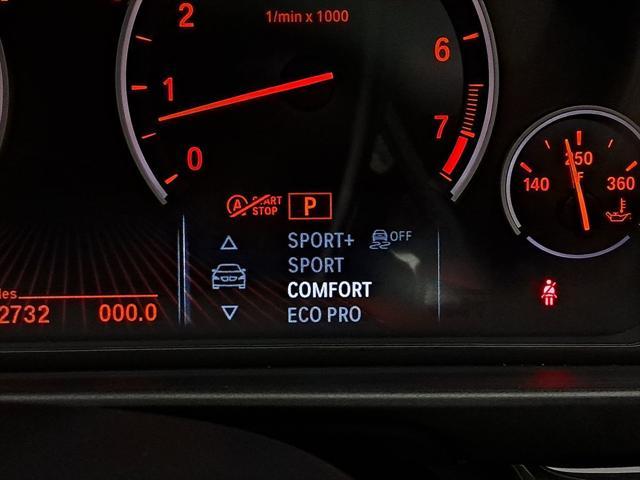 1/min x 1000
2
6
1
7
0
250
140
°F
360
A START
STOP
P
SPORT+ OFF
SPORT
COMFORT
ECO PRO
2732 000.0